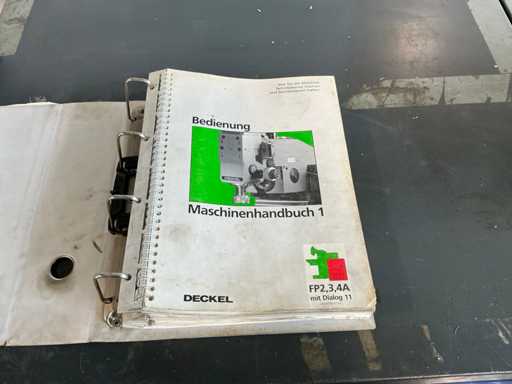 Bedienung
Maschinenhandbuch 1
FP2,3,4A
mit Dialog 11
DECKEL